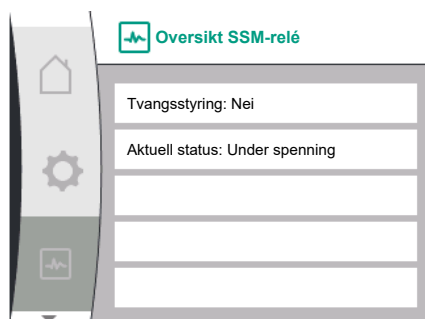 Oversikt SSM-relé
Tvangsstyring: Nei
Aktuell status: Under spenning